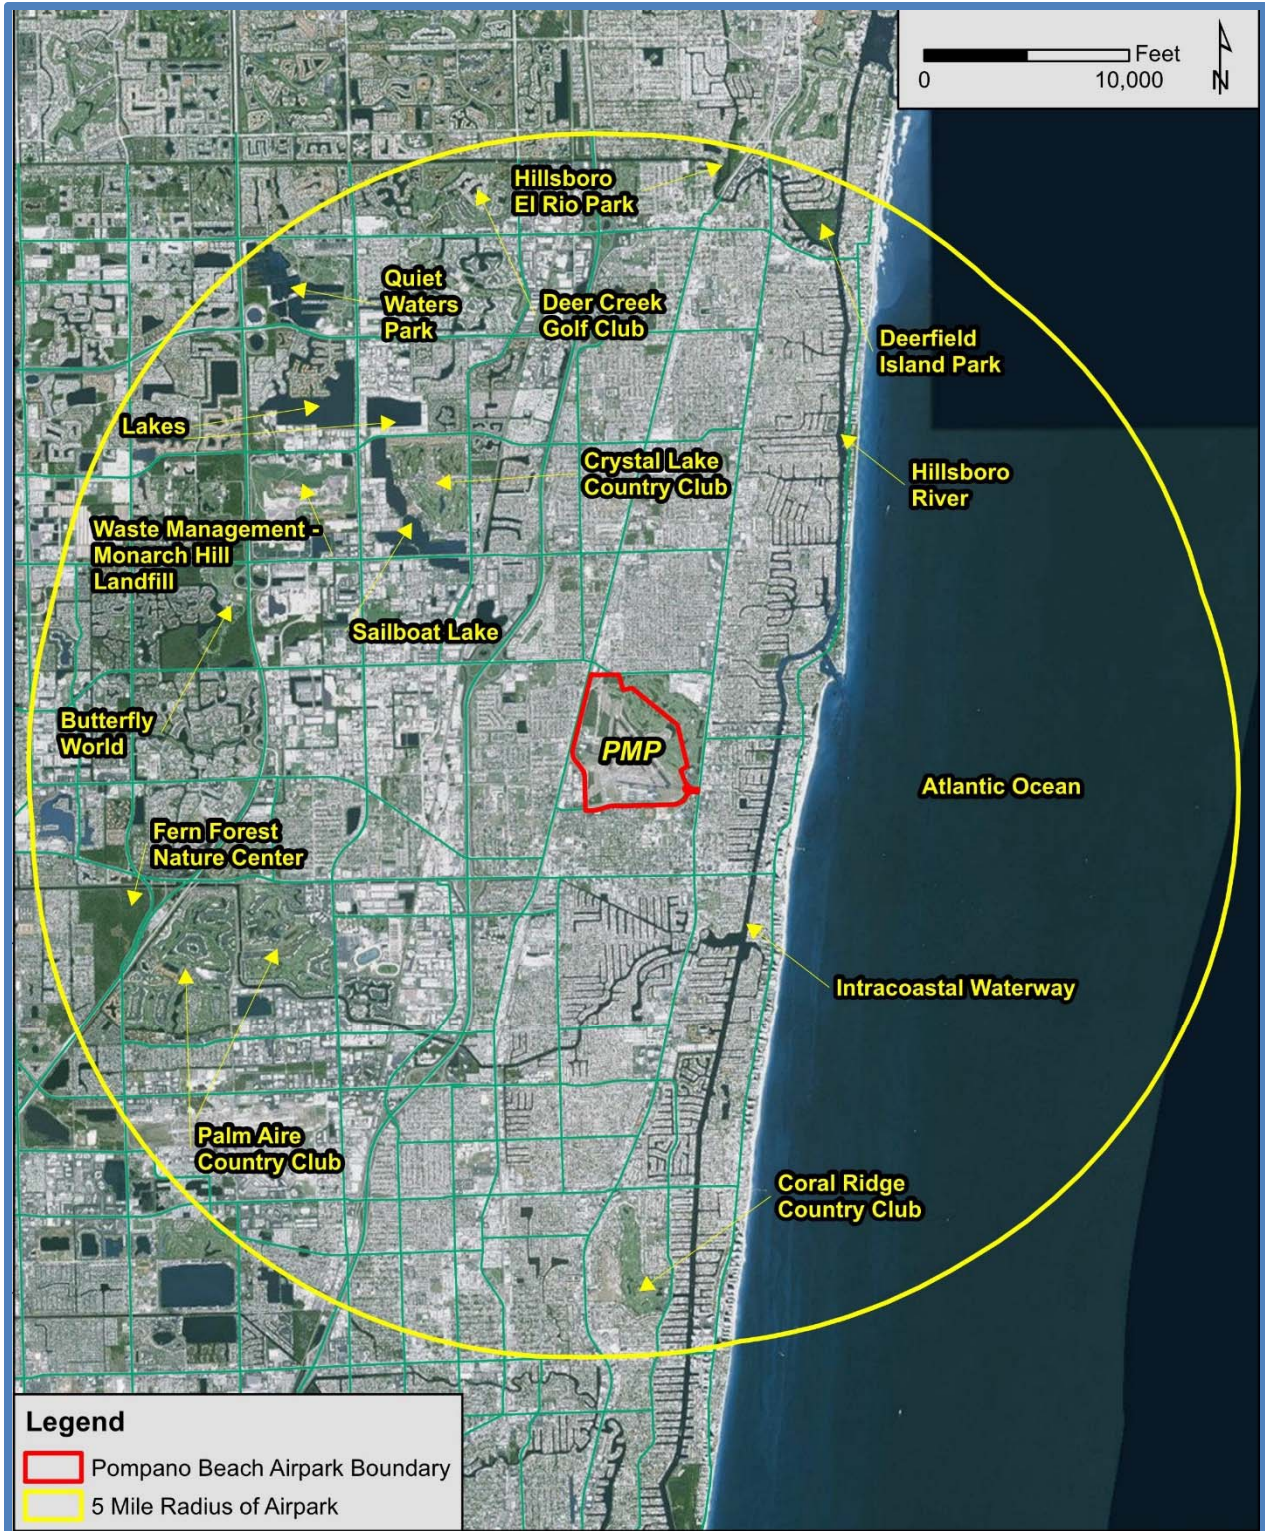 Feet
0 10,000
N
Hillsboro
El Rio Park
Quiet
Waters
Park
Deer Creek
Golf Club
Deerfield
Island Park
Lakes
Crystal Lake
Country Club
Hillsboro
River
Waste Management -
Monarch Hill
Landfill
Sailboat Lake
Butterfly
World
PMP
Atlantic Ocean
Fern Forest
Nature Center
Intracoastal Waterway
Palm Aire
Country Club
Coral Ridge
Country Club
Legend
Pompano Beach Airpark Boundary
5 Mile Radius of Airpark